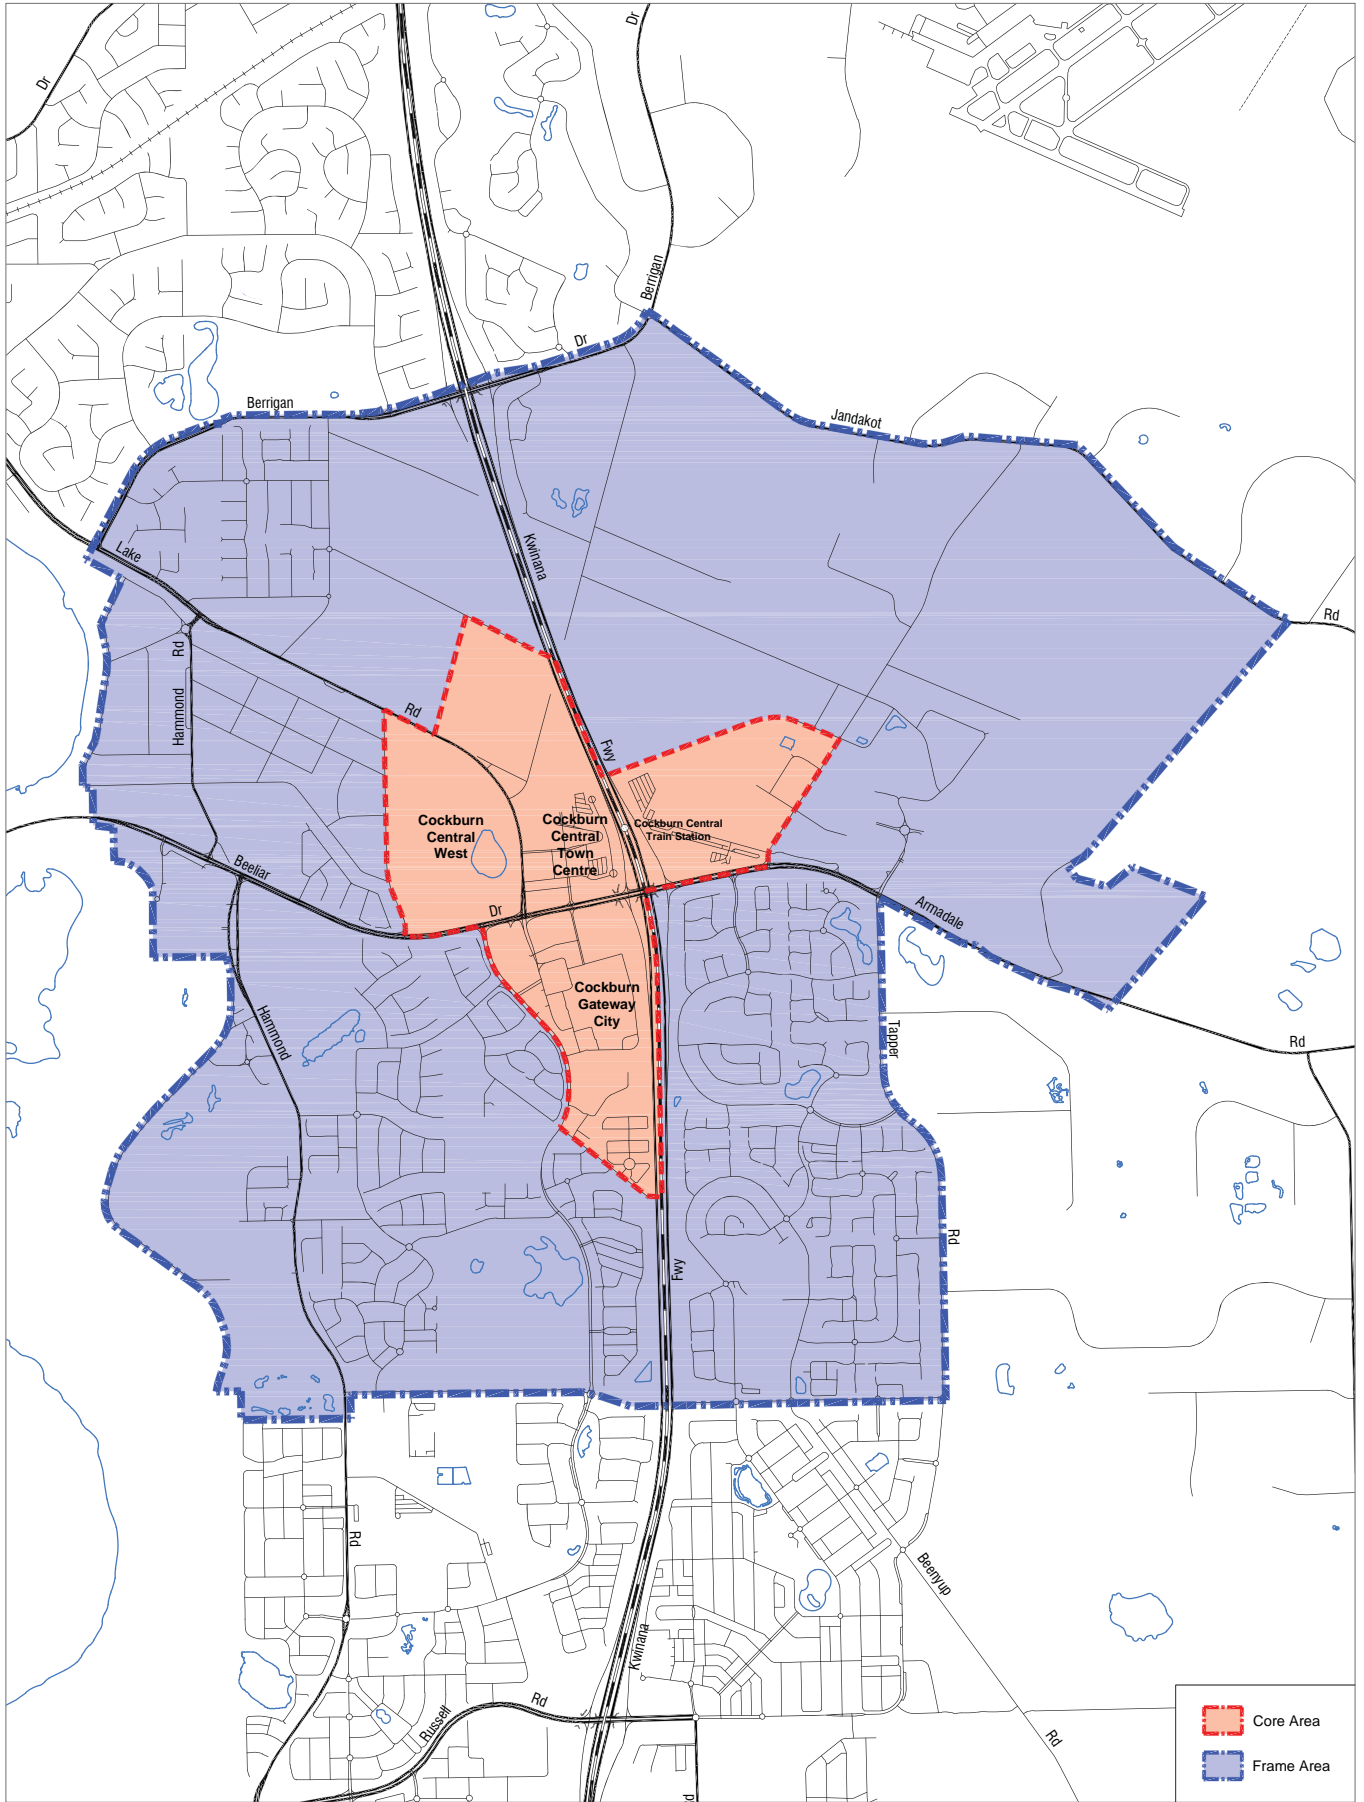 Dr
Dr
Berrigan
Dr
Berrigan
Jandakot
Rd
Lake
Kwinana
Rd
Hammond
Rd
Fwy
Cockburn
Central
West
Cockburn
Central
Town
Centre
Cockburn Central
Train Station
Beeliar
Dr
Armadale
Rd
Cockburn
Gateway
City
Hammond
Tapper
Rd
Fwy
Rd
Beenyup
Rd
Kwinana
Russell
Rd
Core Area
Frame Area